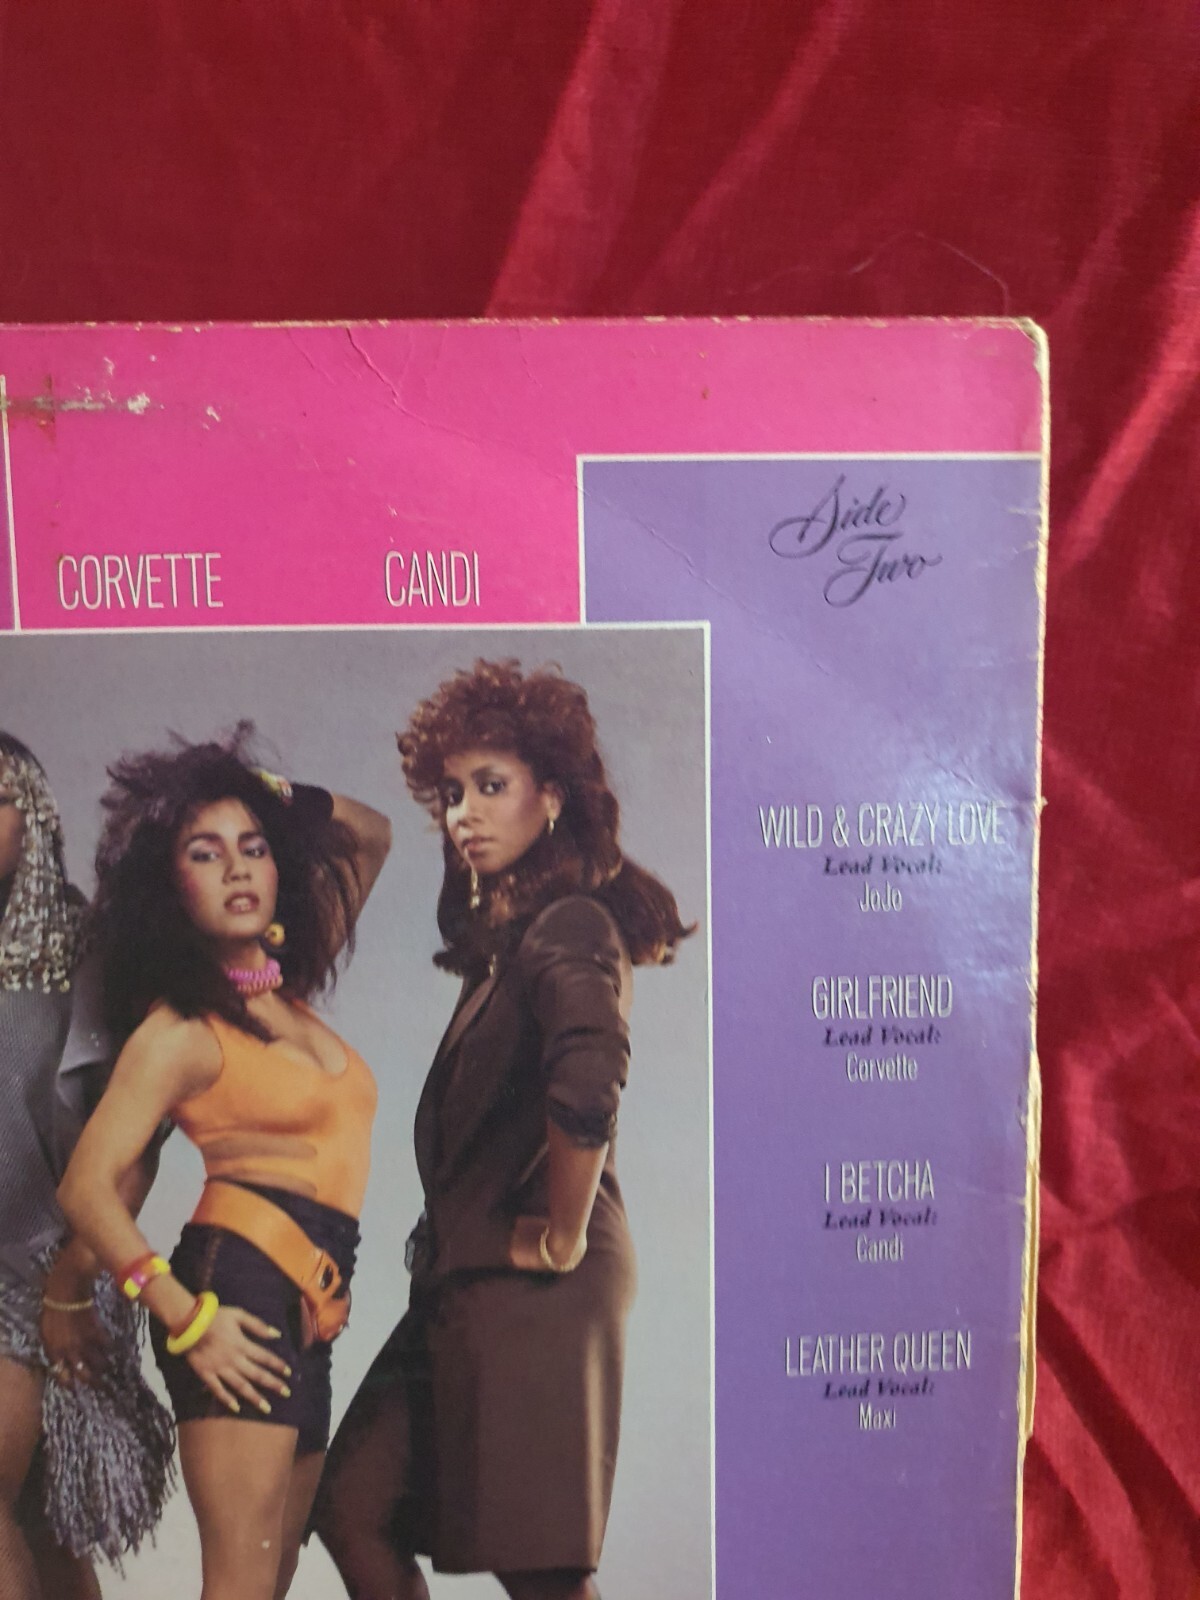 CORVETTE
CANDI
Side
Two
WILD & CRAZY LOVE
Lead Vocal:
JoJo
GIRLFRIEND
Lead Vocal:
Corvette
I BETCHA
Lead Vocal:
Candi
LEATHER QUEEN
Lead Vocal:
Maxi